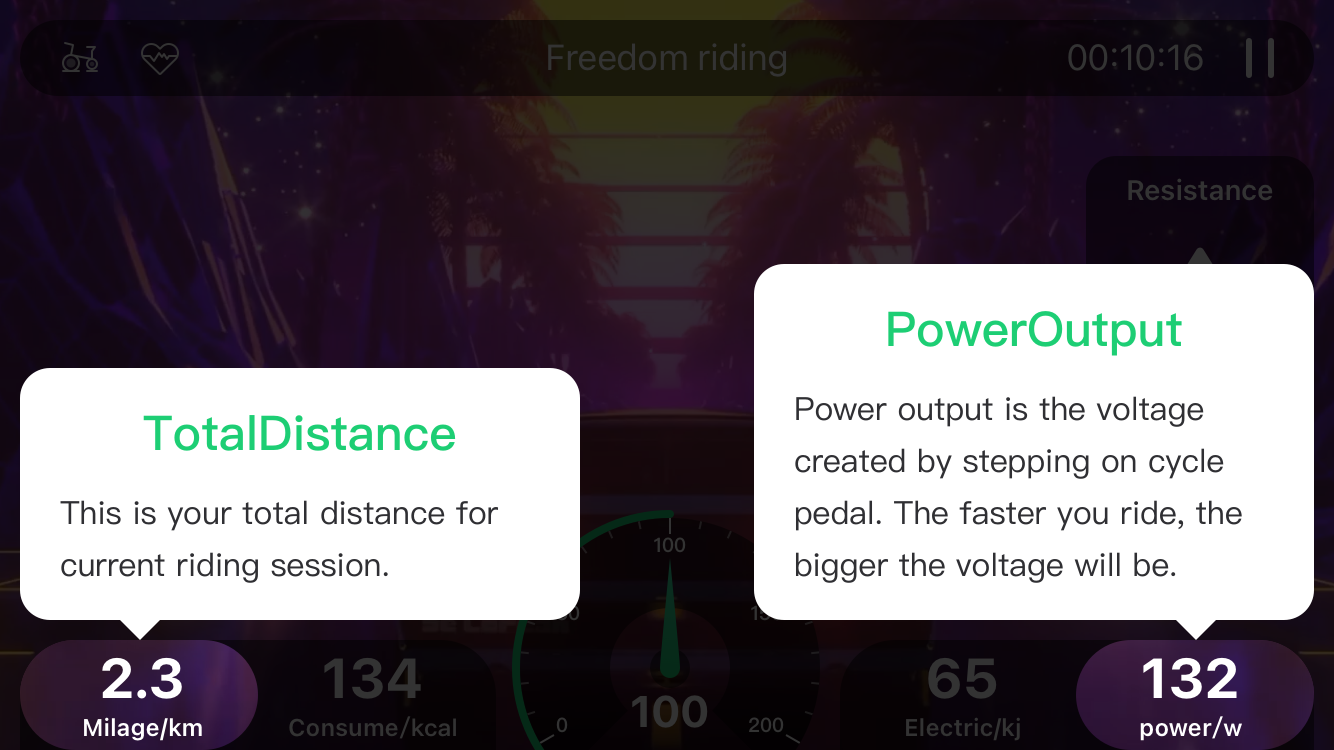 Freedom riding
00:10:16
Resistance
PowerOutput
Power output is the voltage
created by stepping on cycle
pedal. The faster you ride, the
bigger the voltage will be.
TotalDistance
This is your total distance for
current riding session.
100
0
200
100
2.3
Milage/km
134
Consume/kcal
65
Electric/kj
132
power/w